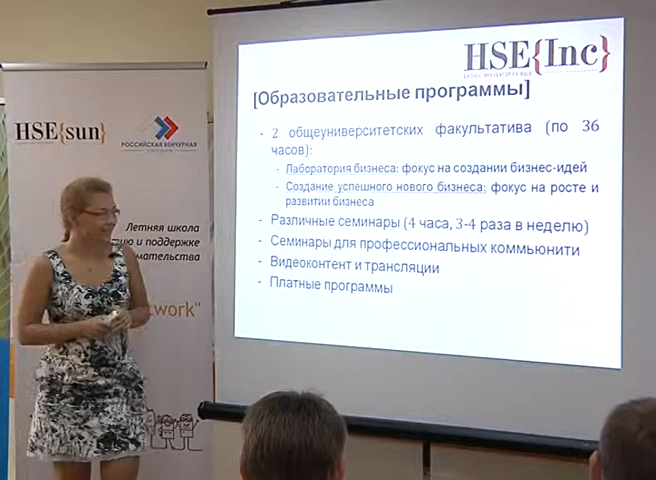 HSE{Inc}
[Образовательные программы]
- 2 общеуниверситетских факультатива (по 36
часов):
- Лаборатория бизнеса: фокус на создании бизнес-идей
- Создание успешного нового бизнеса: фокус на росте и
развитии бизнеса
- Различные семинары (4 часа, 3-4 раза в неделю)
- Семинары для профессиональных коммьюнити
- Видеоконтент и трансляции
- Платные программы
HSE{sun}
РОССИЙСКАЯ ВЕНЧУРНАЯ
Летняя школа
и поддержке
work"